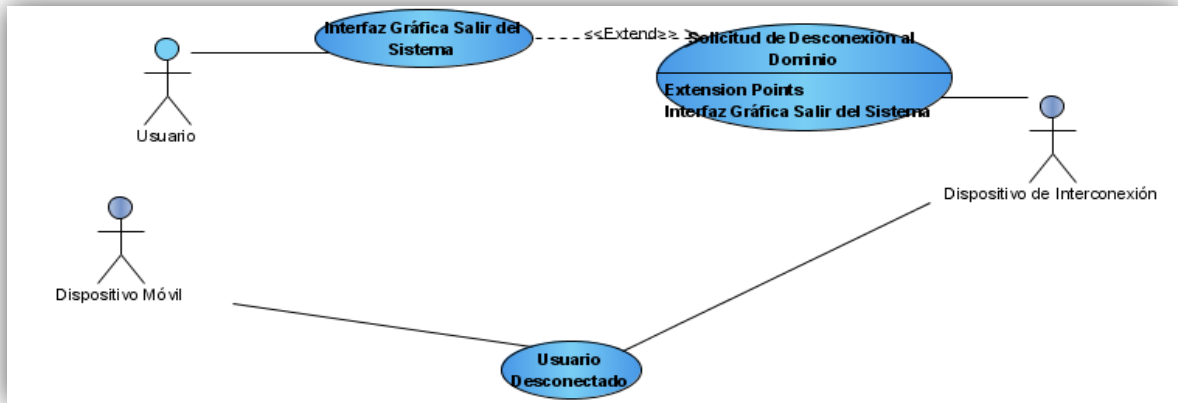 Interfaz Gráfica Salir del
Sistema
<<Extend>>
Solicitud de Desconexión al
Dominio
Extension Points
Interfaz Gráfica Salir del Sistema
Usuario
Dispositivo de Interconexión
Dispositivo Móvil
Usuario
Desconectado